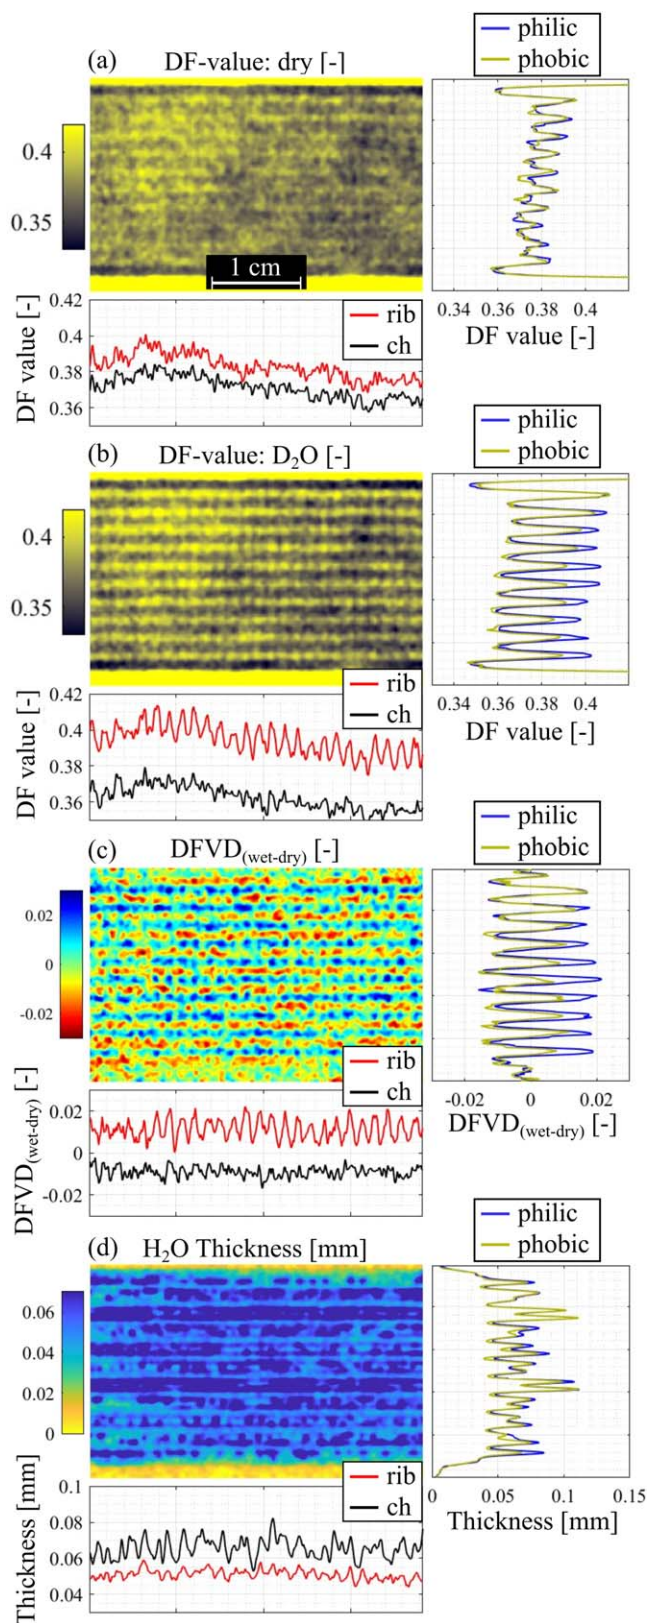 (a) DF-value: dry [-]
philic
phobic
0.4
0.35
1 cm
0.34 0.36 0.38 0.4
DF value [-]
0.42
0.4
0.38
0.36
DF value [-]
rib
ch
(b) DF-value: D₂O [-]
philic
phobic
0.4
0.35
0.34 0.36 0.38 0.4
DF value [-]
0.42
0.4
0.38
0.36
DF value [-]
rib
ch
(c) DFVD(wet-dry) [-]
philic
phobic
0.02
0
-0.02
-0.02 0 0.02
DFVD(wet-dry) [-]
0.02
0
-0.02
DFVD(wet-dry) [-]
rib
ch
(d) H₂O Thickness [mm]
philic
phobic
0.06
0.04
0.02
0
0 0.05 0.1 0.15
Thickness [mm]
0.1
0.08
0.06
0.04
Thickness [mm]
rib
ch